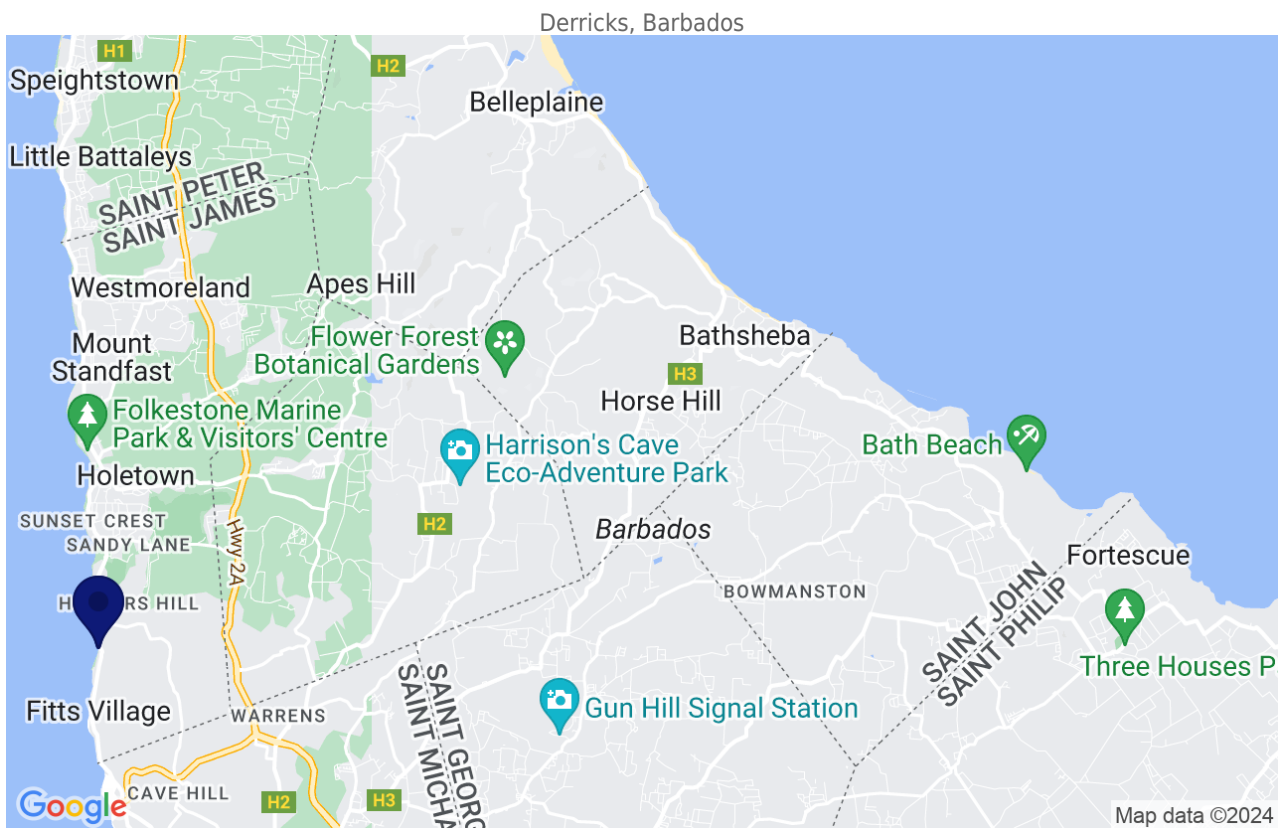 Derricks, Barbados
H1
H2
Speightstown
Belleplaine
Little Battaleys
SAINT PETER
SAINT JAMES
Westmoreland
Apes Hill
Flower Forest
Botanical Gardens
Bathsheba
Mount
Standfast
H3
Horse Hill
Folkestone Marine
Park & Visitors' Centre
Harrison's Cave
Eco-Adventure Park
Bath Beach
Holetown
SUNSET CREST
SANDY LANE
Hwy 2A
H2
Barbados
Fortescue
BOWMANSTON
SAINT JOHN
SAINT PHILIP
HILL
Three Houses P
Fitts Village
WARRENS
SAINT GEORG
SAINT MICHA
Gun Hill Signal Station
CAVE HILL
H2
H3
Google
Map data ©2024